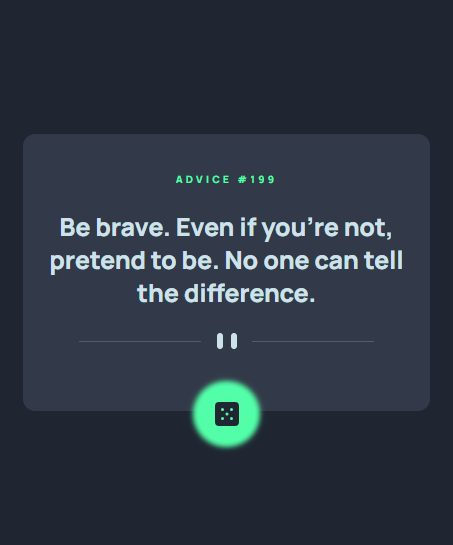 ADVICE #199
Be brave. Even if you’re not,
pretend to be. No one can tell
the difference.